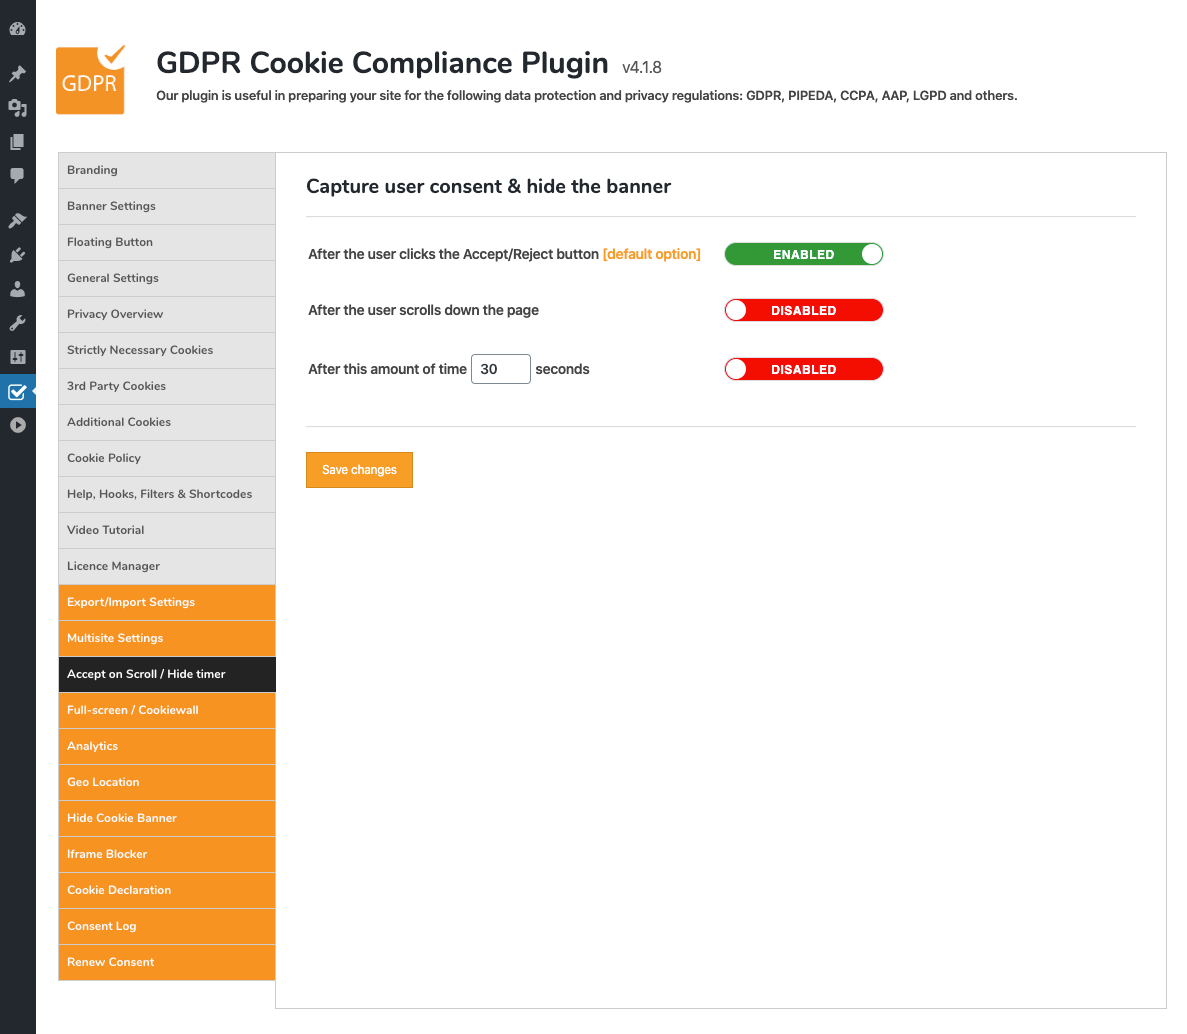 GDPR
GDPR Cookie Compliance Plugin v4.1.8
Our plugin is useful in preparing your site for the following data protection and privacy regulations: GDPR, PIPEDA, CCPA, AAP, LGPD and others.
Branding
Banner Settings
Floating Button
General Settings
Privacy Overview
Strictly Necessary Cookies
3rd Party Cookies
Additional Cookies
Cookie Policy
Help, Hooks, Filters & Shortcodes
Video Tutorial
Licence Manager
Export/Import Settings
Multisite Settings
Accept on Scroll / Hide timer
Full-screen / Cookiewall
Analytics
Geo Location
Hide Cookie Banner
Iframe Blocker
Cookie Declaration
Consent Log
Renew Consent
Capture user consent & hide the banner
After the user clicks the Accept/Reject button [default option] ENABLED
After the user scrolls down the page DISABLED
After this amount of time 30 seconds DISABLED
Save changes